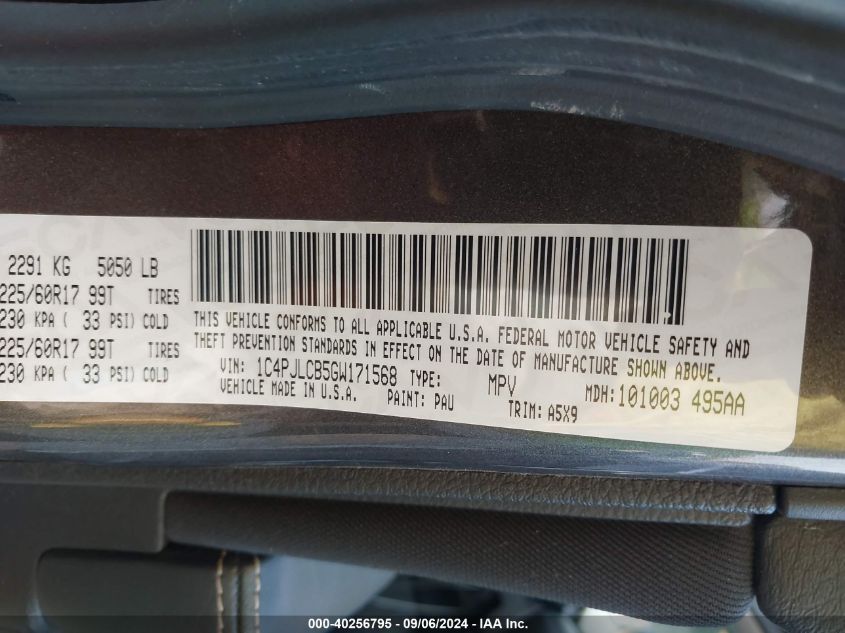 2291 KG 5050 LB
225/60R17 99T TIRES
230 KPA ( 33 PSI) COLD
225/60R17 99T TIRES
230 KPA ( 33 PSI) COLD
THIS VEHICLE CONFORMS TO ALL APPLICABLE U.S.A. FEDERAL MOTOR VEHICLE SAFETY AND
THEFT PREVENTION STANDARDS IN EFFECT ON THE DATE OF MANUFACTURE SHOWN ABOVE.
VIN: 1C4PJLCB5GW171568 TYPE: MPV MDH:101003 495AA
VEHICLE MADE IN U.S.A. PAINT: PAU TRIM: A5X9
000-40256795 - 09/06/2024 - IAA Inc.